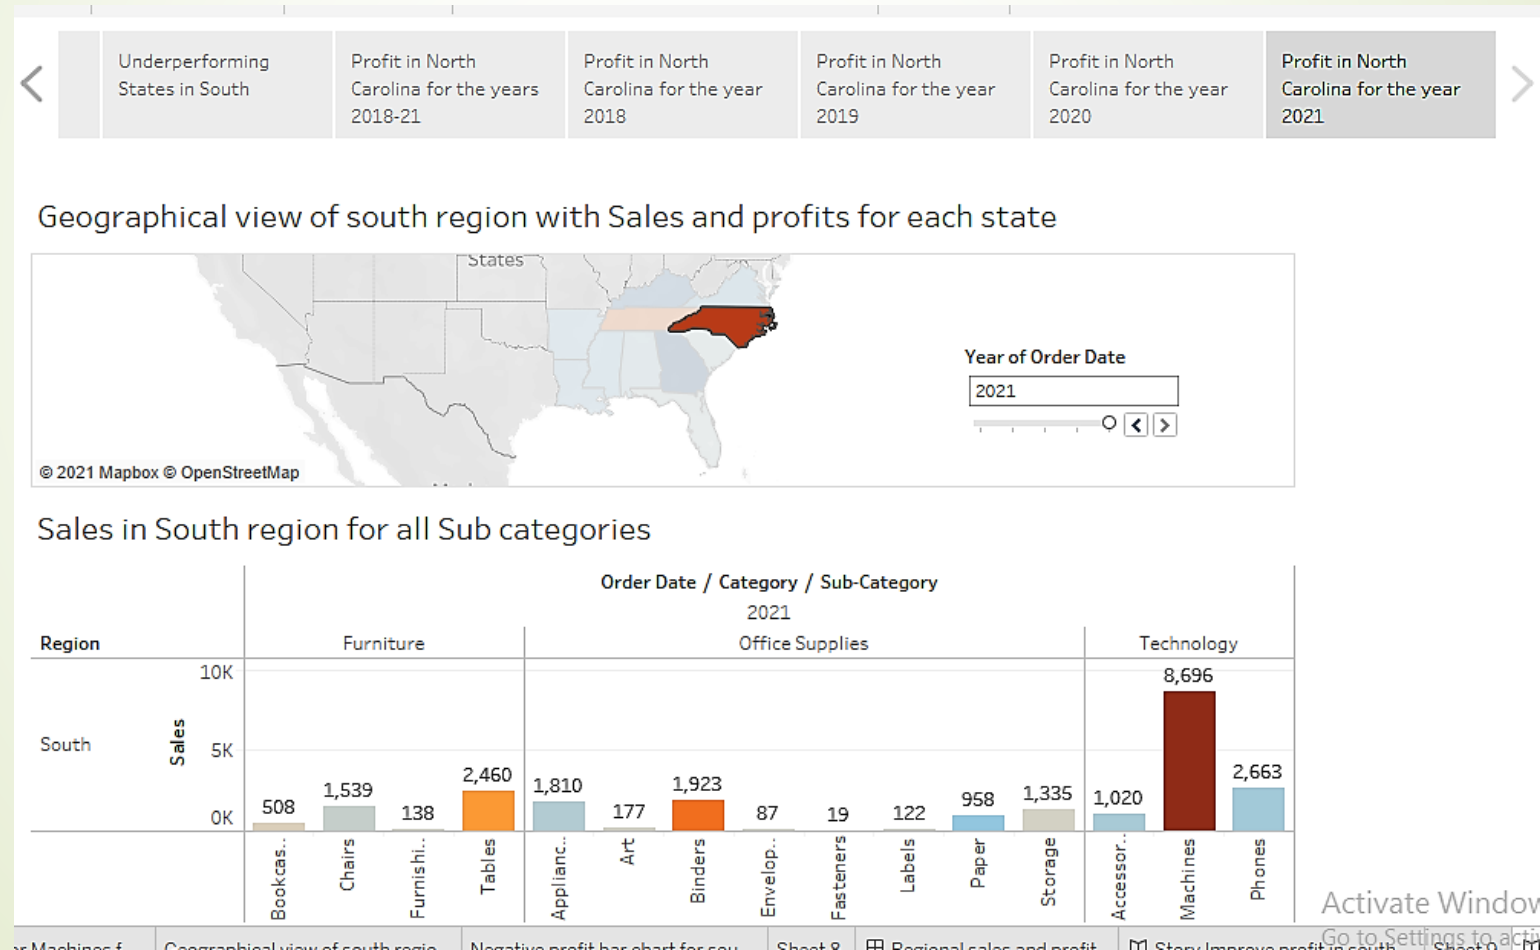 Underperforming
States in South
Profit in North
Carolina for the years
2018-21
Profit in North
Carolina for the year
2018
Profit in North
Carolina for the year
2019
Profit in North
Carolina for the year
2020
Profit in North
Carolina for the year
2021
Geographical view of south region with Sales and profits for each state
States
Year of Order Date
2021
© 2021 Mapbox © OpenStreetMap
Sales in South region for all Sub categories
Order Date / Category / Sub-Category
2021
Region
Furniture
Office Supplies
Technology
South
Sales
10K
5K
0K
508
1,539
138
2,460
1,810
177
1,923
87
19
122
958
1,335
1,020
8,696
2,663
Bookcas..
Chairs
Furnishi..
Tables
Applianc..
Art
Binders
Envelop..
Fasteners
Labels
Paper
Storage
Accessor..
Machines
Phones
Activate Window
Go to Settings to acti
Machines f
Geographical view of south regio
Negative profit bar chart for sou
Sheet 8
Regional sales and profit
Story Improve profit in south
Sheet 9